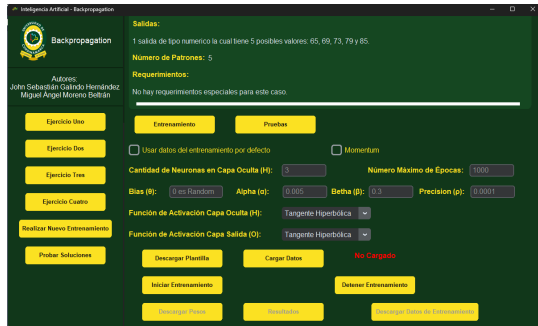 Inteligencia Artificial - Backpropagation
Backpropagation
Autores:
John Sebastián Galindo Hernández
Miguel Ángel Moreno Beltrán
Ejercicio Uno
Ejercicio Dos
Ejercicio Tres
Ejercicio Cuatro
Realizar Nuevo Entrenamiento
Probar Soluciones
Salidas:
1 salida de tipo numerico la cual tiene 5 posibles valores: 65, 69, 73, 79 y 85.
Número de Patrones: 5
Requerimientos:
No hay requerimientos especiales para este caso.
Entrenamiento Pruebas
Usar datos del entrenamiento por defecto Momentum
Cantidad de Neuronas en Capa Oculta (H): 3 Número Máximo de Épocas: 1000
Bias (θ): 0 es Random Alpha (α): 0.005 Betha (β): 0.3 Precision (ρ): 0.0001
Función de Activación Capa Oculta (H): Tangente Hiperbólica
Función de Activación Capa Salida (O): Tangente Hiperbólica
Descargar Plantilla Cargar Datos No Cargado
Iniciar Entrenamiento Detener Entrenamiento
Descargar Pesos Resultados Descargar Datos de Entrenamiento